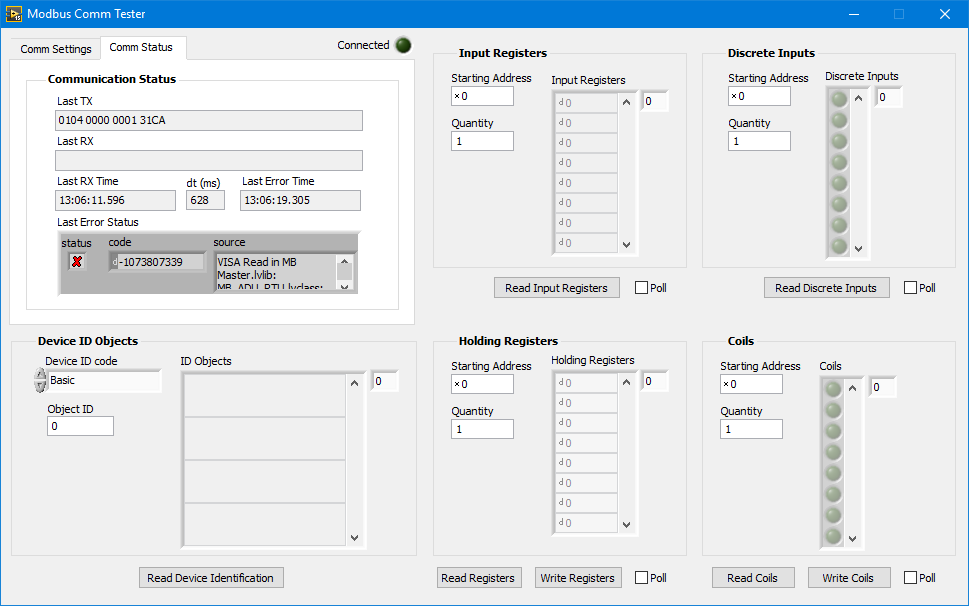 Modbus Comm Tester
Comm Settings
Comm Status
Connected
Communication Status
Last TX
0104 0000 0001 31CA
Last RX
Last RX Time
dt (ms)
Last Error Time
13:06:11.596
628
13:06:19.305
Last Error Status
status
code
source
d -1073807339
VISA Read in MB
Master.lvlib:
MB_ADU_RTU.lvclass:
Input Registers
Starting Address
Input Registers
× 0
0
Quantity
1
d 0
d 0
d 0
d 0
d 0
d 0
d 0
d 0
Read Input Registers
Poll
Discrete Inputs
Starting Address
Discrete Inputs
× 0
0
Quantity
1
Read Discrete Inputs
Poll
Device ID Objects
Device ID code
ID Objects
Basic
0
Object ID
0
Read Device Identification
Holding Registers
Starting Address
Holding Registers
× 0
0
Quantity
1
d 0
d 0
d 0
d 0
d 0
d 0
d 0
d 0
Read Registers
Write Registers
Poll
Coils
Starting Address
Coils
× 0
0
Quantity
1
Read Coils
Write Coils
Poll